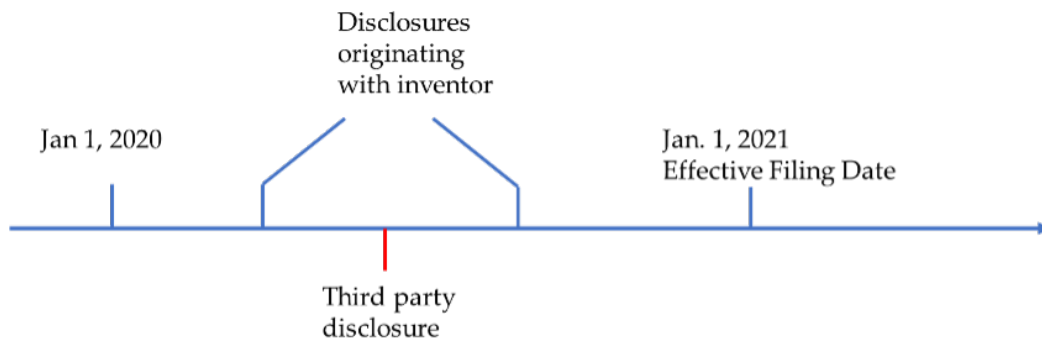 Disclosures
originating
with inventor
Jan 1, 2020
Jan. 1, 2021
Effective Filing Date
Third party
disclosure